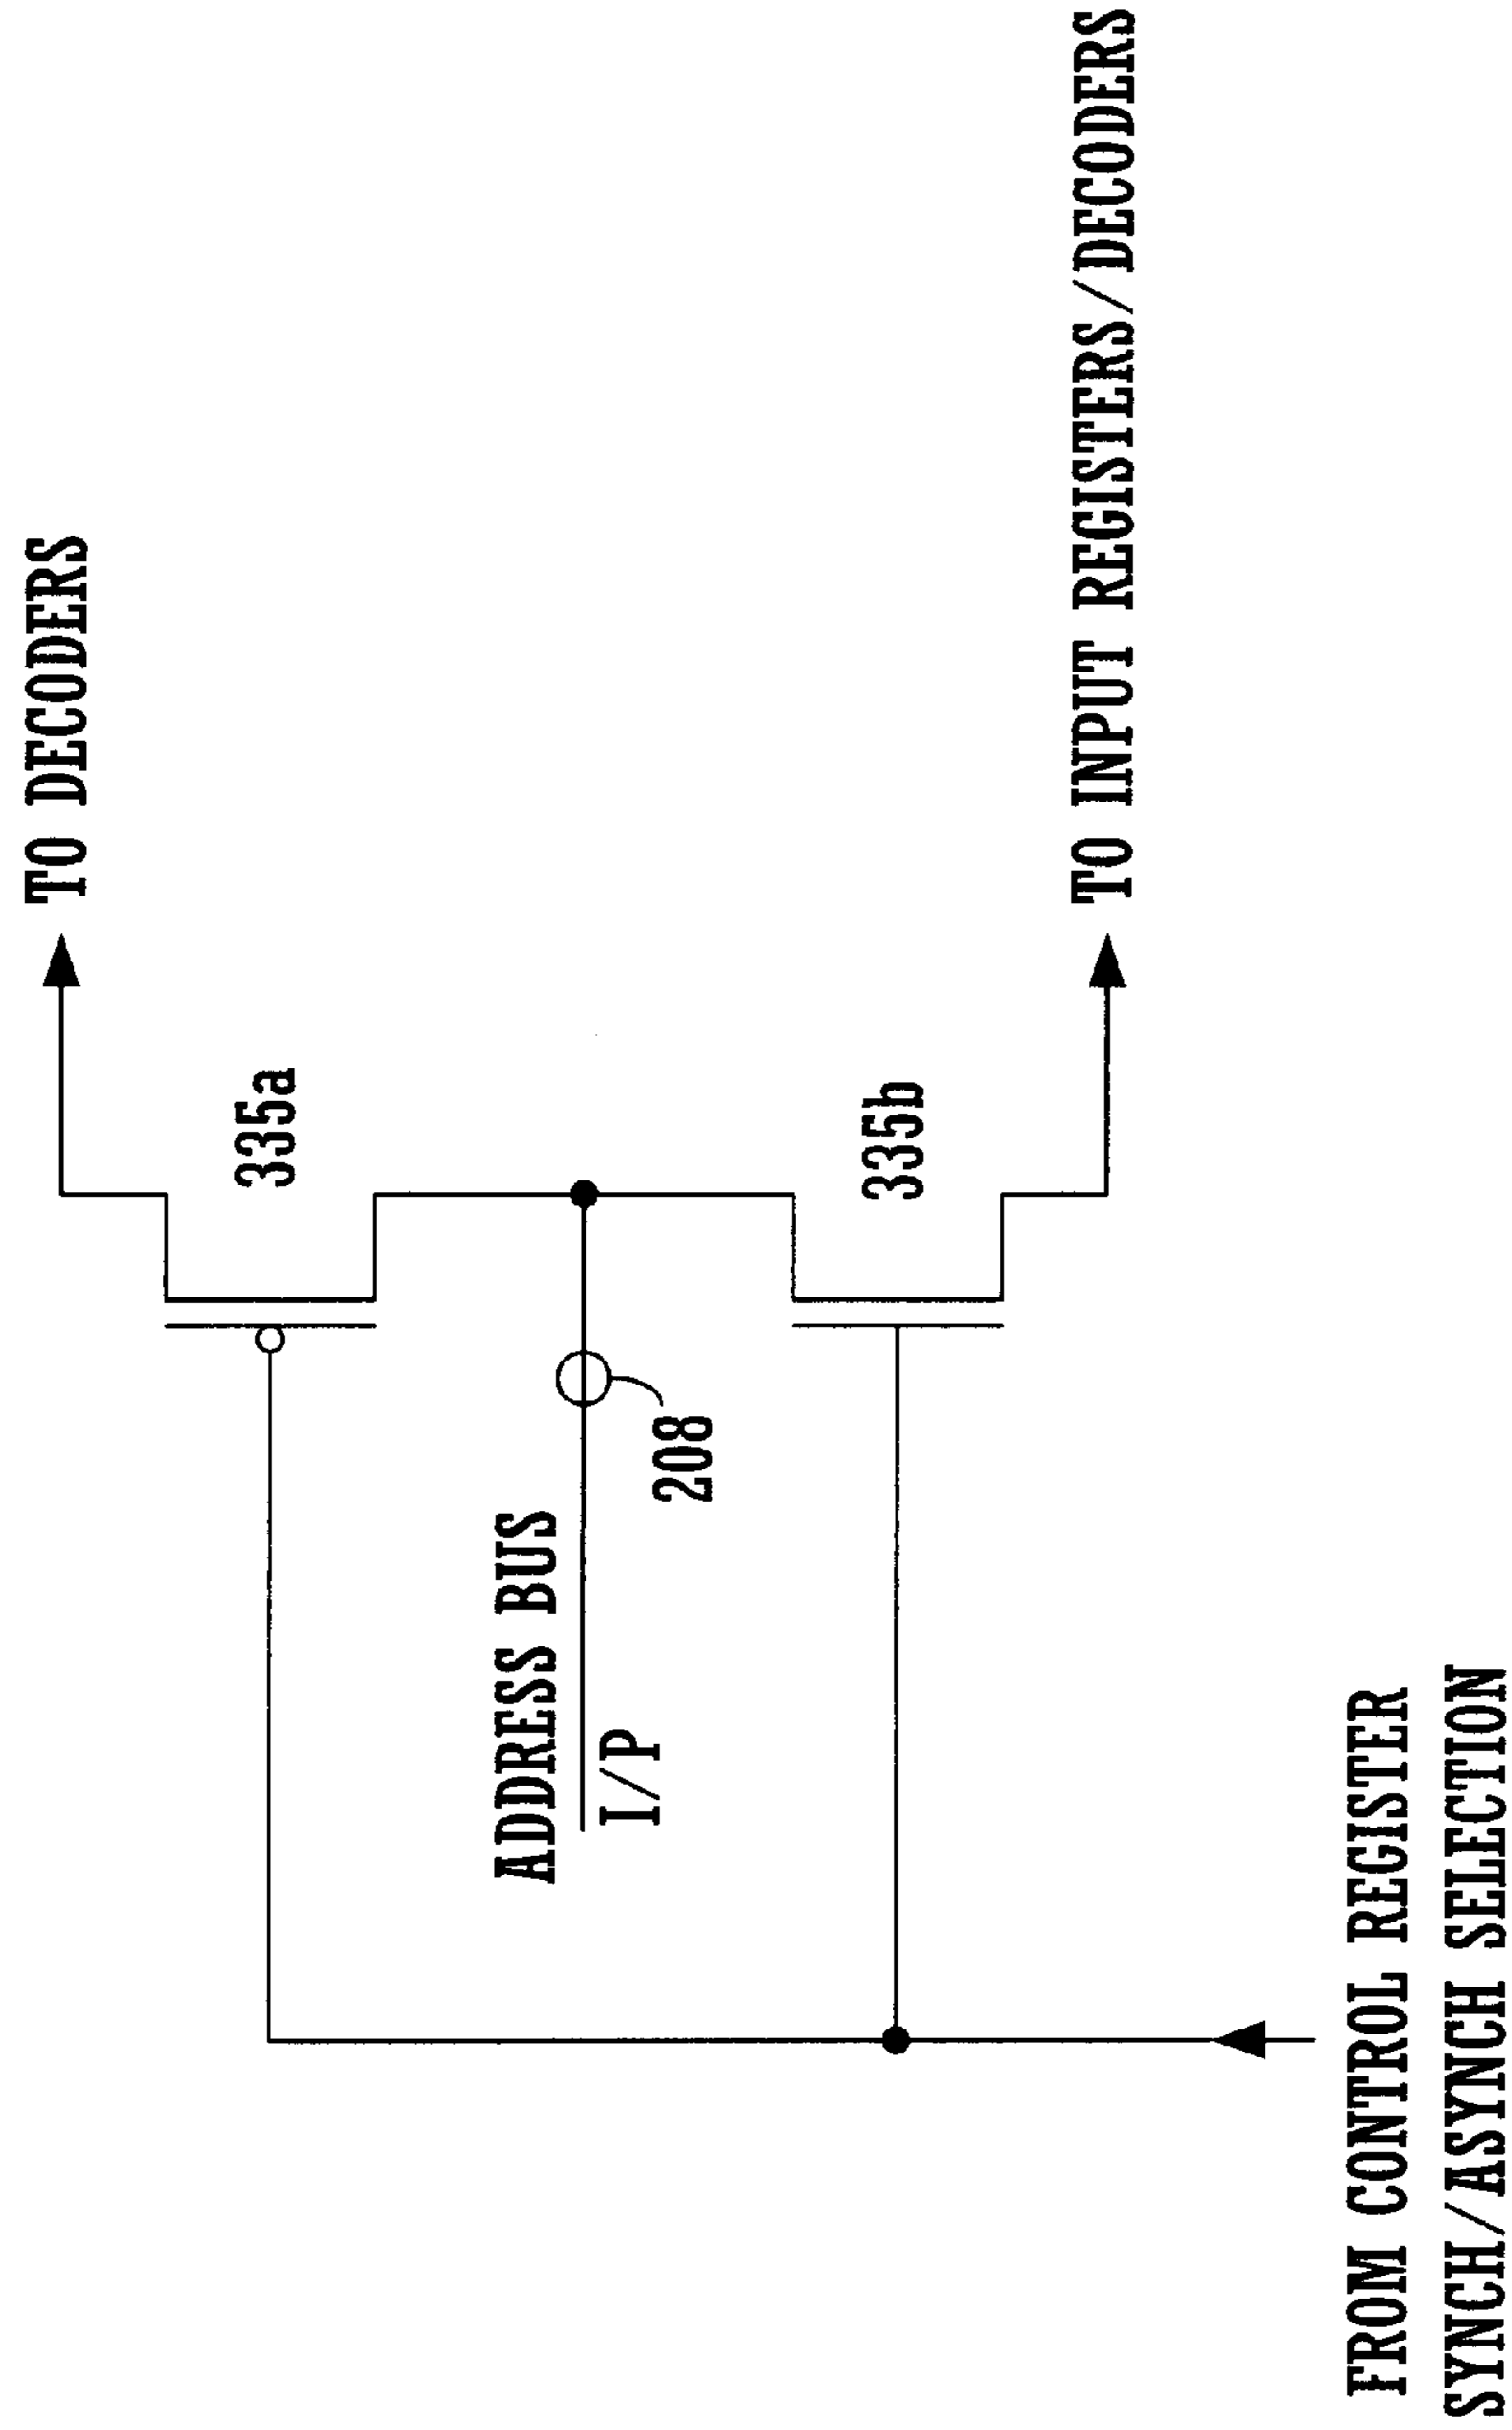 TO DECODERS
335a
ADDRESS BUS
I/P
208
335b
TO INPUT REGISTERS/DECODERS
FROM CONTROL REGISTER
SYNCH/ASYNCH SELECTION